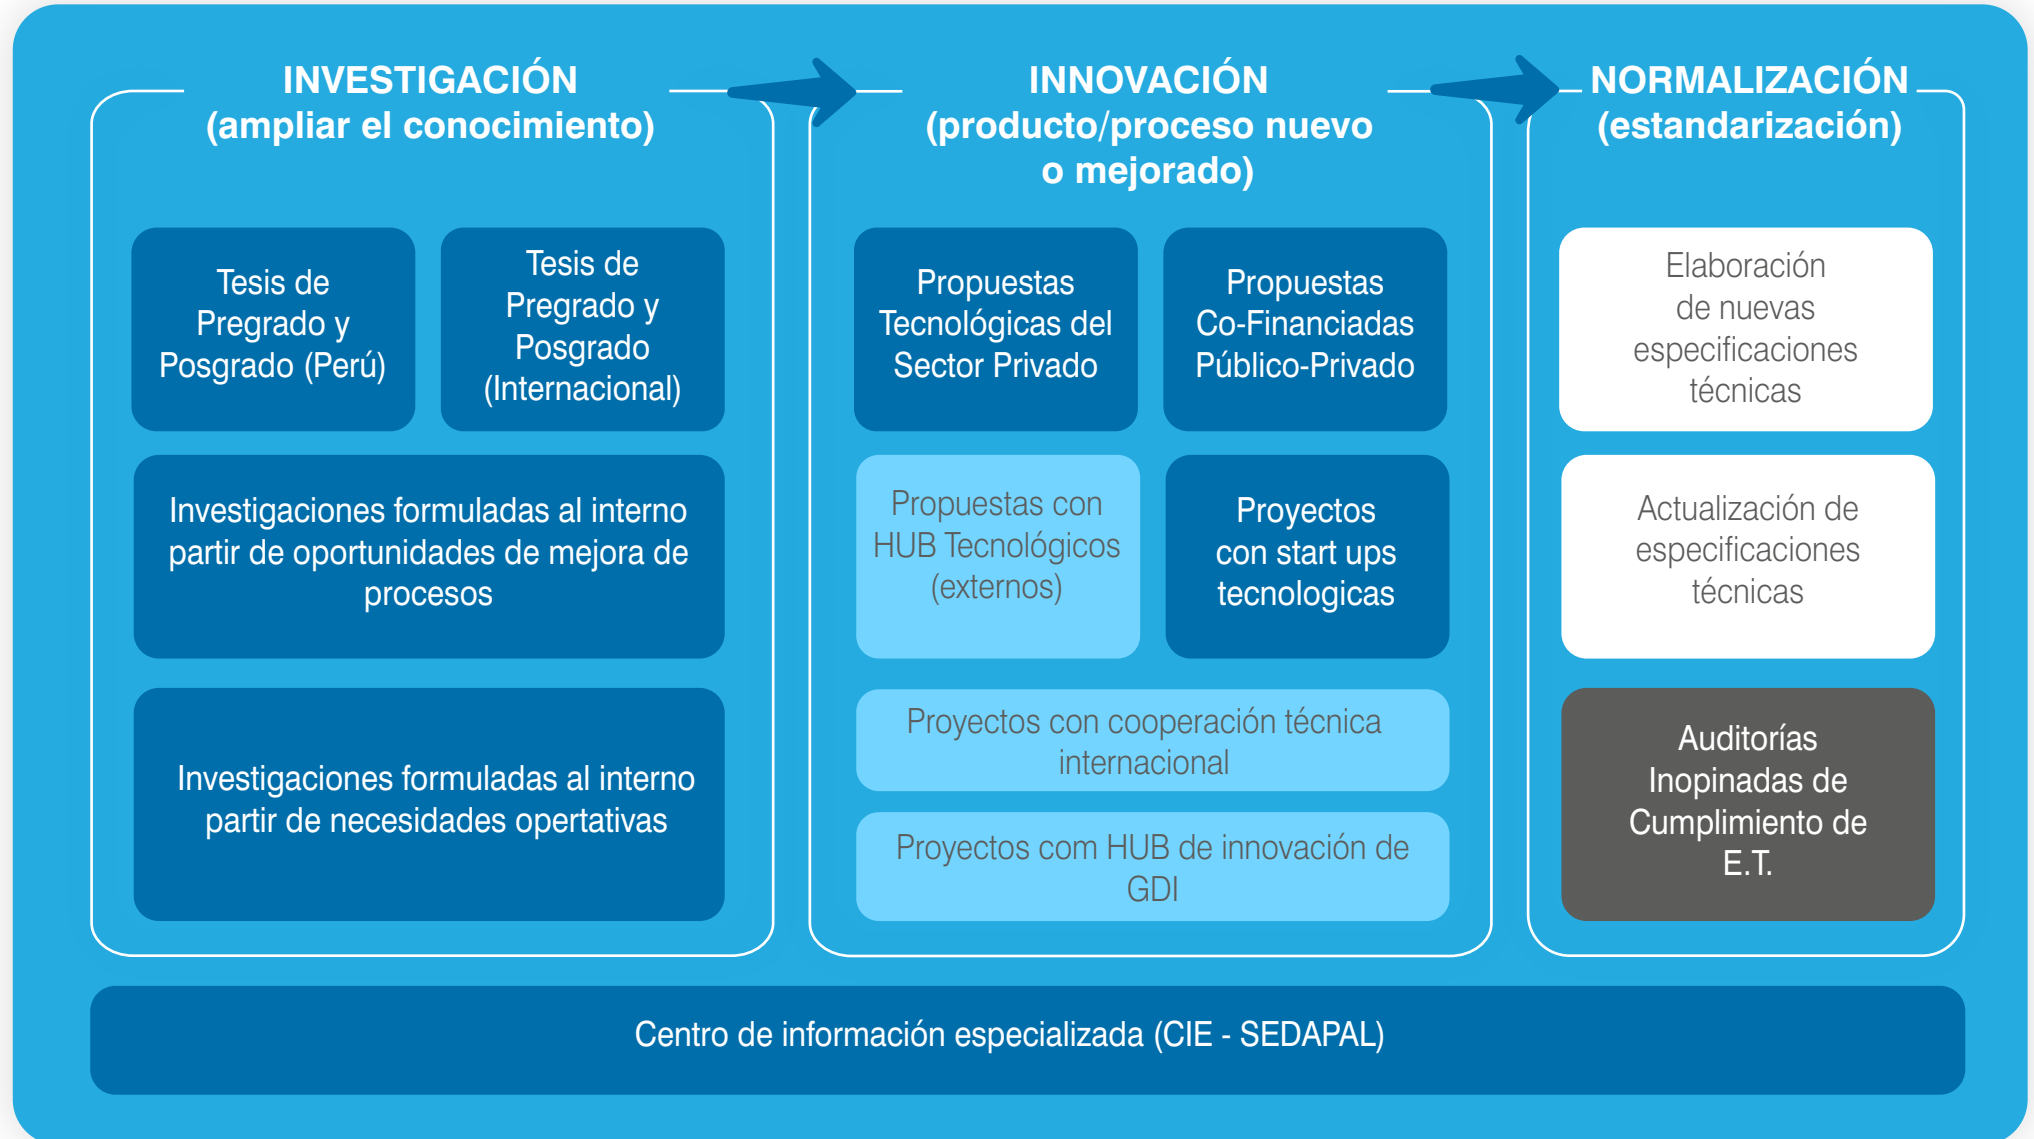 INVESTIGACIÓN
(ampliar el conocimiento)
Tesis de
Pregrado y
Posgrado (Perú)
Tesis de
Pregrado y
Posgrado
(Internacional)
Investigaciones formuladas al interno
partir de oportunidades de mejora de
procesos
Investigaciones formuladas al interno
partir de necesidades opertativas
INNOVACIÓN
(producto/proceso nuevo
o mejorado)
Propuestas
Tecnológicas del
Sector Privado
Propuestas
Co-Financiadas
Público-Privado
Propuestas con
HUB Tecnológicos
(externos)
Proyectos
con start ups
tecnologicas
Proyectos con cooperación técnica
internacional
Proyectos com HUB de innovación de
GDI
NORMALIZACIÓN
(estandarización)
Elaboración
de nuevas
especificaciones
técnicas
Actualización de
especificaciones
técnicas
Auditorías
Inopinadas de
Cumplimiento de
E.T.
Centro de información especializada (CIE - SEDAPAL)